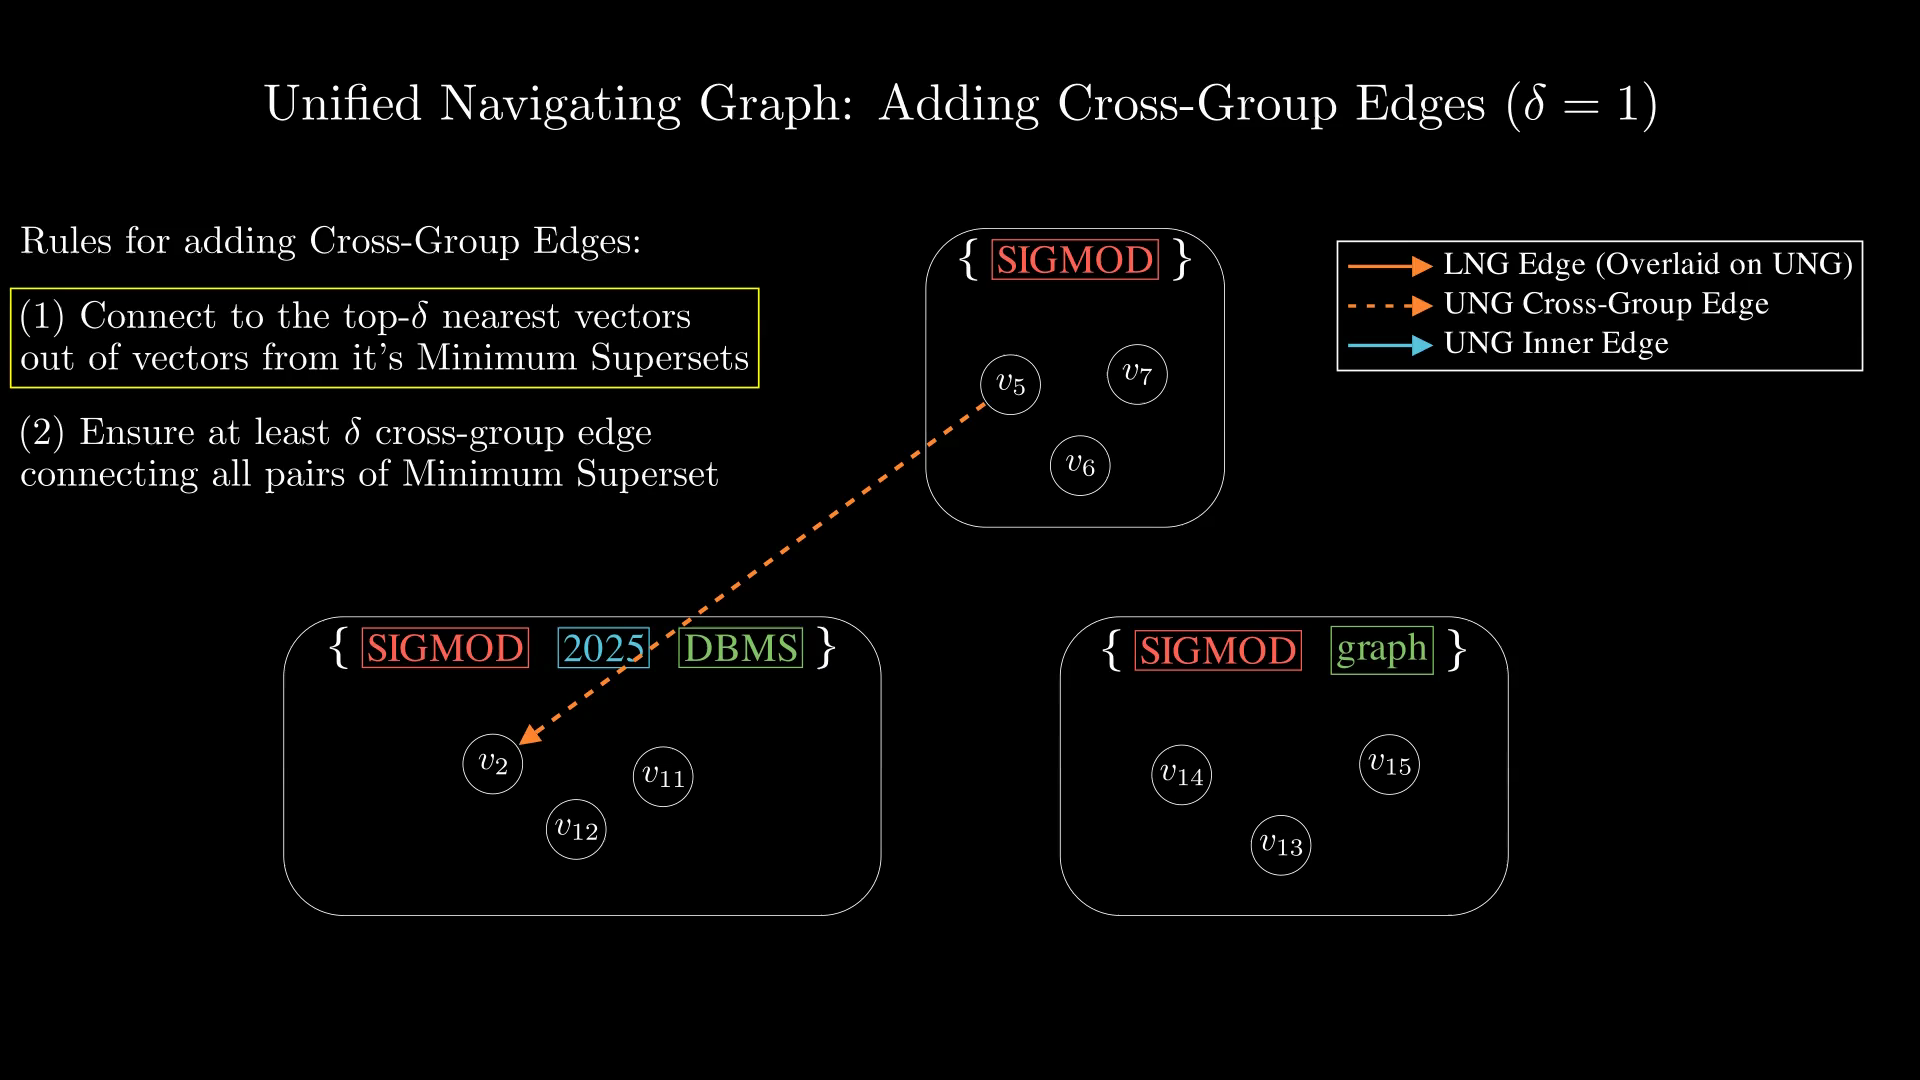 Unified Navigating Graph: Adding Cross-Group Edges (δ = 1)
Rules for adding Cross-Group Edges:
(1) Connect to the top-δ nearest vectors
out of vectors from it's Minimum Supersets
(2) Ensure at least δ cross-group edge
connecting all pairs of Minimum Superset
{ SIGMOD }
v5
v7
v6
LNG Edge (Overlaid on UNG)
UNG Cross-Group Edge
UNG Inner Edge
{ SIGMOD 2025 DBMS }
v2
v11
v12
{ SIGMOD graph }
v14
v15
v13